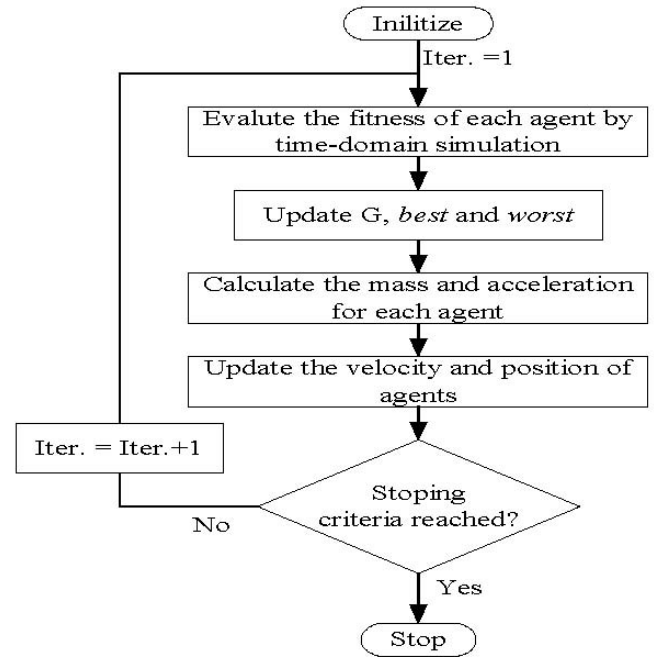 Inilitize
Iter. =1
Evalute the fitness of each agent by
time-domain simulation
Update G, best and worst
Calculate the mass and acceleration
for each agent
Update the velocity and position of
agents
Iter. = Iter.+1
Stoping
criteria reached?
No
Yes
Stop